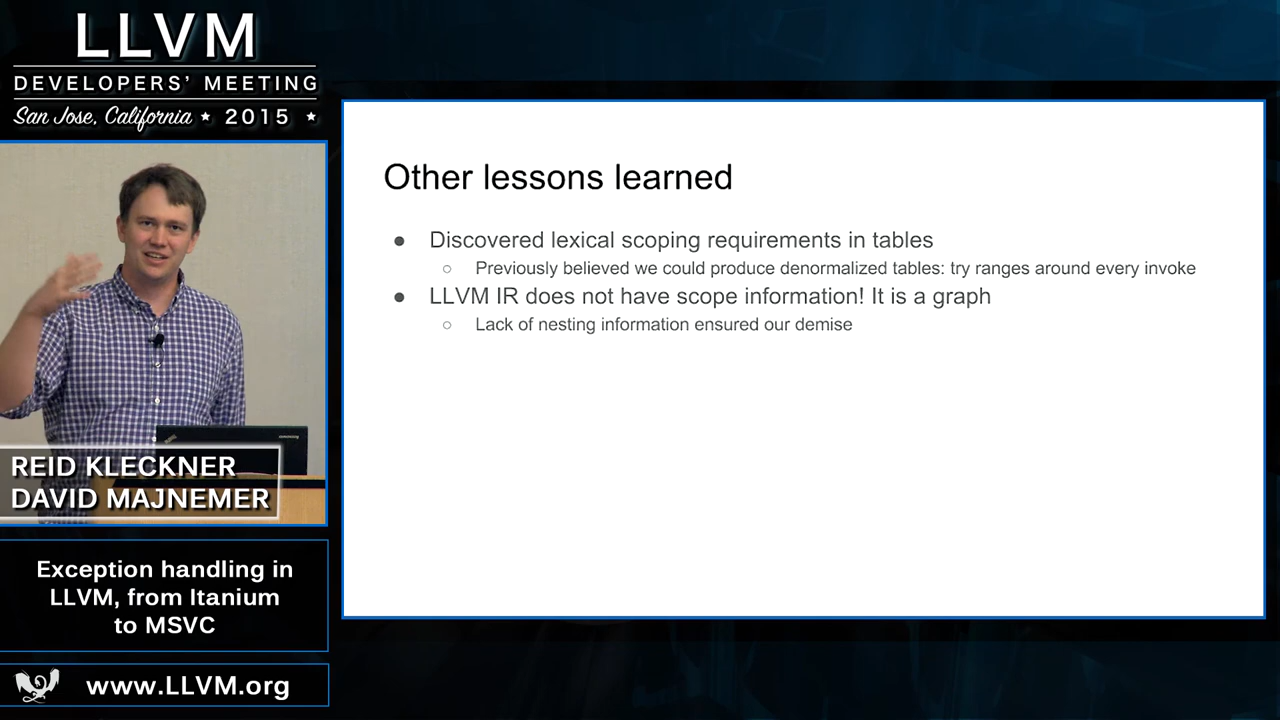 LLVM
DEVELOPERS' MEETING
San Jose, California ★ 2015 ★
REID KLECKNER
DAVID MAJNEMER
Exception handling in
LLVM, from Itanium
to MSVC
www.LLVM.org
Other lessons learned
● Discovered lexical scoping requirements in tables
○ Previously believed we could produce denormalized tables: try ranges around every invoke
● LLVM IR does not have scope information! It is a graph
○ Lack of nesting information ensured our demise